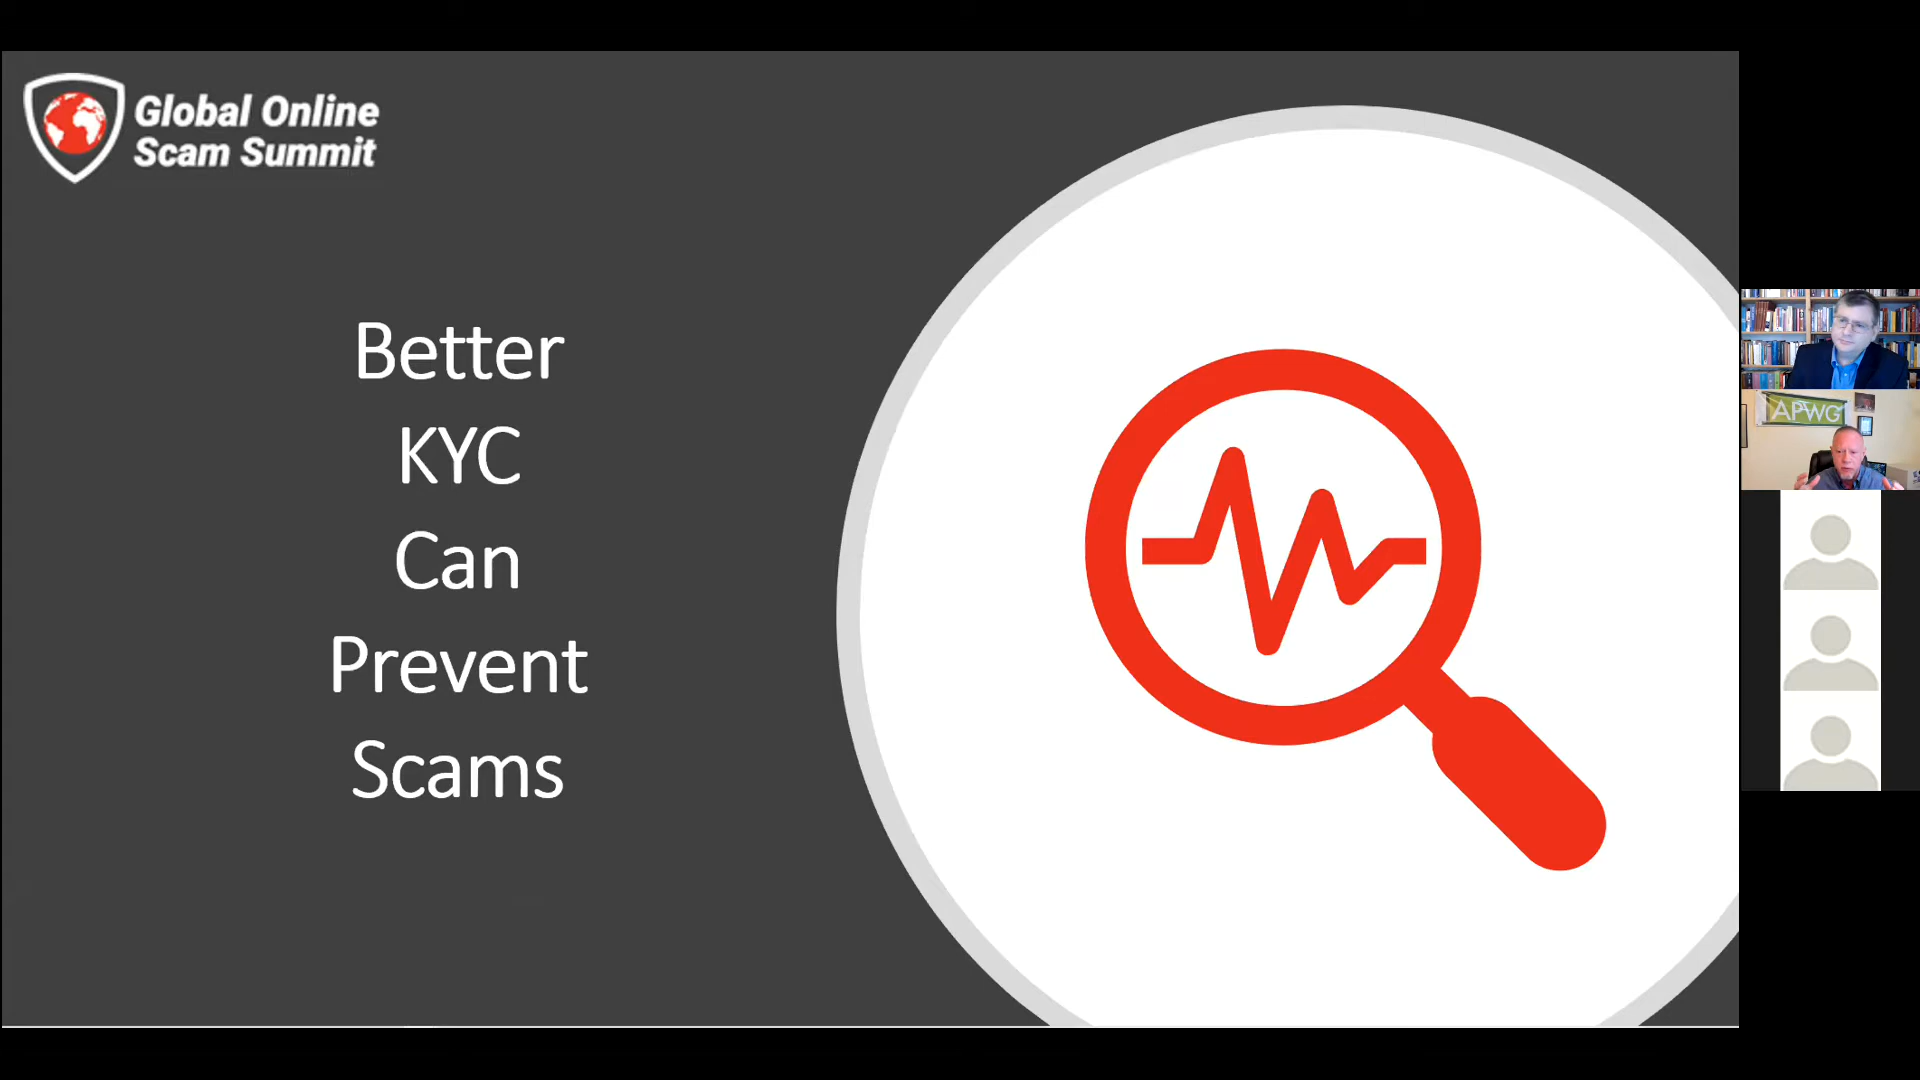 Global Online
Scam Summit
Better
KYC
Can
Prevent
Scams
APWG